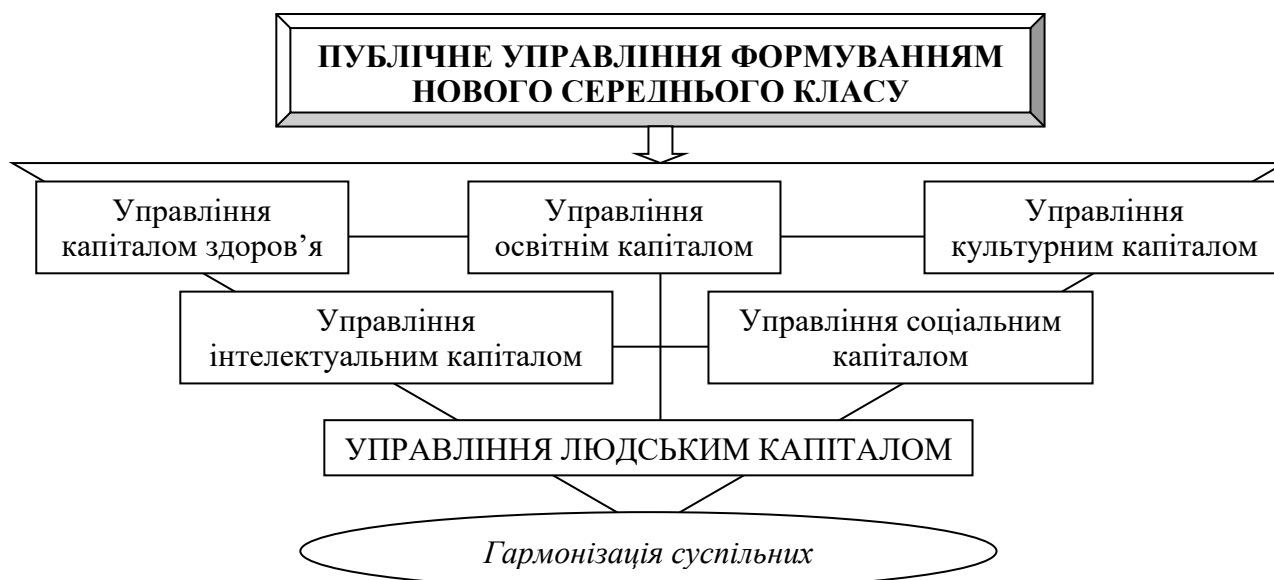 ПУБЛІЧНЕ УПРАВЛІННЯ ФОРМУВАННЯМ
НОВОГО СЕРЕДНЬОГО КЛАСУ
Управління
капіталом здоров’я
Управління
освітнім капіталом
Управління
культурним капіталом
Управління
інтелектуальним капіталом
Управління соціальним
капіталом
УПРАВЛІННЯ ЛЮДСЬКИМ КАПІТАЛОМ
Гармонізація суспільних